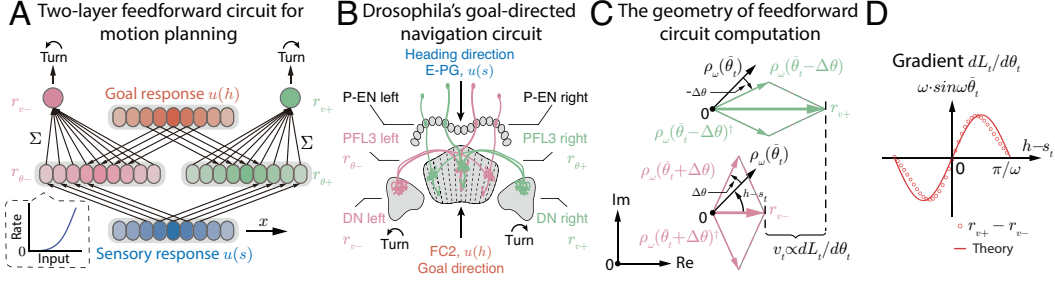 A Two-layer feedforward circuit for
motion planning
Turn
Turn
r_{v−}
Goal response u(h)
r_{v+}
Σ
Σ
r_{θ−}
r_{θ+}
Rate
0
Input
Sensory response u(s)
x
B Drosophila's goal-directed
navigation circuit
Heading direction
E-PG, u(s)
P-EN left
P-EN right
PFL3 left
PFL3 right
r_{θ−}
r_{θ+}
DN left
DN right
r_{v−}
Turn
Turn
r_{v+}
FC2, u(h)
Goal direction
C The geometry of feedforward
circuit computation
ρ_ω(θ̄_t)
ρ_ω(θ̄_t−Δθ)
-Δθ
0
r_{v+}
ρ_ω(θ̄_t−Δθ)†
ρ_ω(θ̄_t+Δθ)
ρ_ω(θ̄_t)
Δθ
h−s_t
0
r_{v−}
Im
ρ_ω(θ̄_t+Δθ)†
0
Re
v_t∝dL_t/dθ_t
D
Gradient dL_t/dθ_t
ω·sinωθ̄_t
h−s_t
0
π/ω
r_{v+} − r_{v−}
Theory